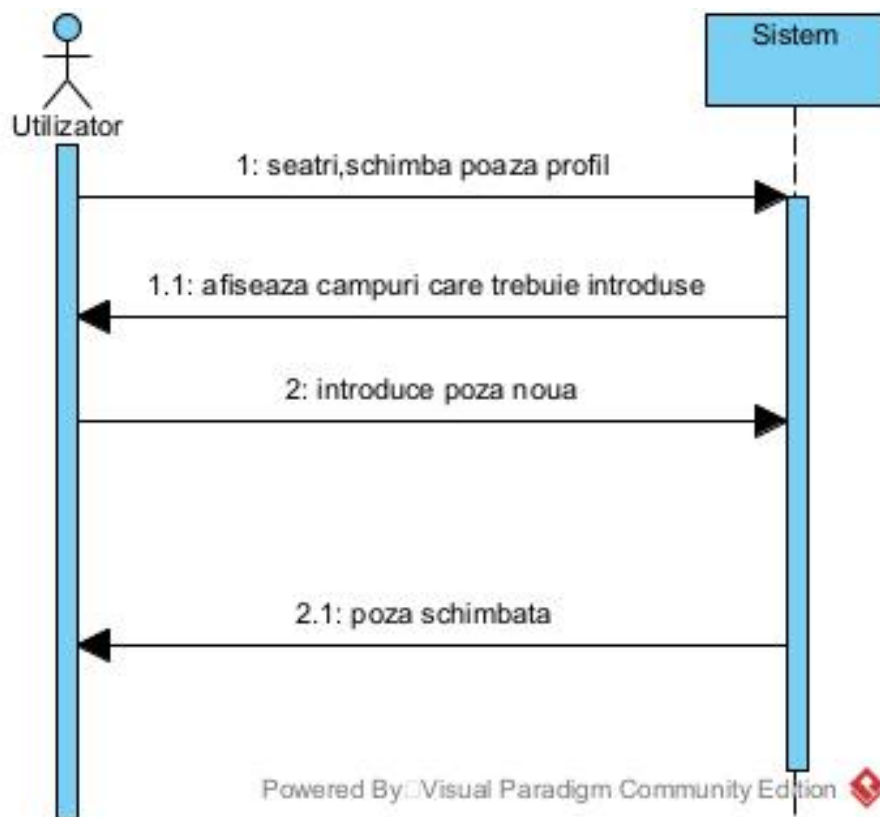 Sistem
Utilizator
1: seatri,schimba poaza profil
1.1: afiseaza campuri care trebuie introduse
2: introduce poza noua
2.1: poza schimbata
Powered By Visual Paradigm Community Edition